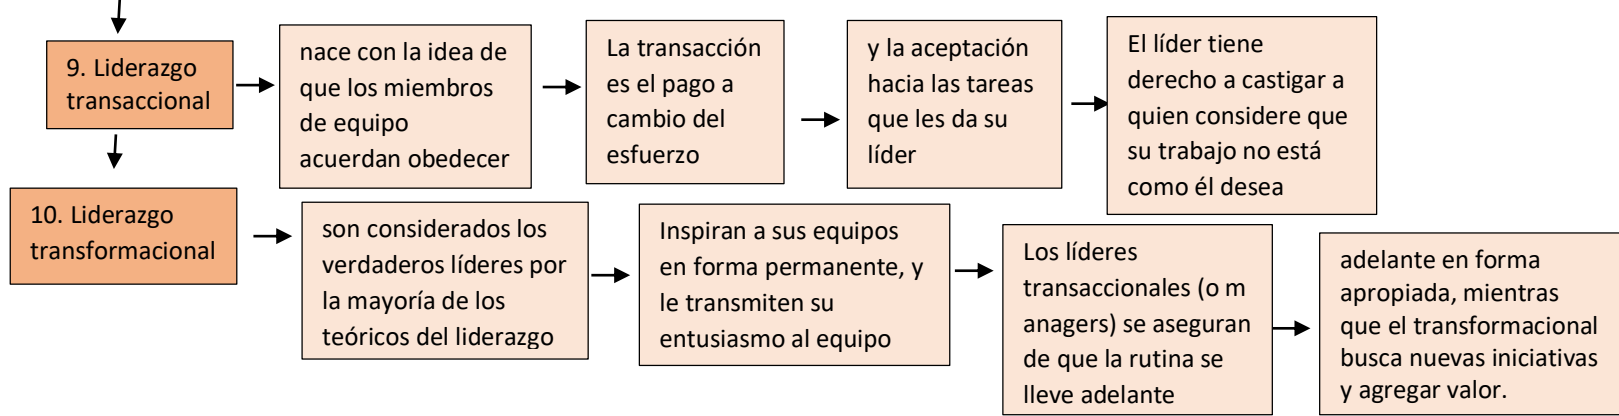 9. Liderazgo
transaccional
nace con la idea de
que los miembros
de equipo
acuerdan obedecer
La transacción
es el pago a
cambio del
esfuerzo
y la aceptación
hacia las tareas
que les da su
líder
El líder tiene
derecho a castigar a
quien considere que
su trabajo no está
como él desea
10. Liderazgo
transformacional
son considerados los
verdaderos líderes por
la mayoría de los
teóricos del liderazgo
Inspiran a sus equipos
en forma permanente, y
le transmiten su
entusiasmo al equipo
Los líderes
transaccionales (o m
anagers) se aseguran
de que la rutina se
lleve adelante
adelante en forma
apropiada, mientras
que el transformacional
busca nuevas iniciativas
y agregar valor.